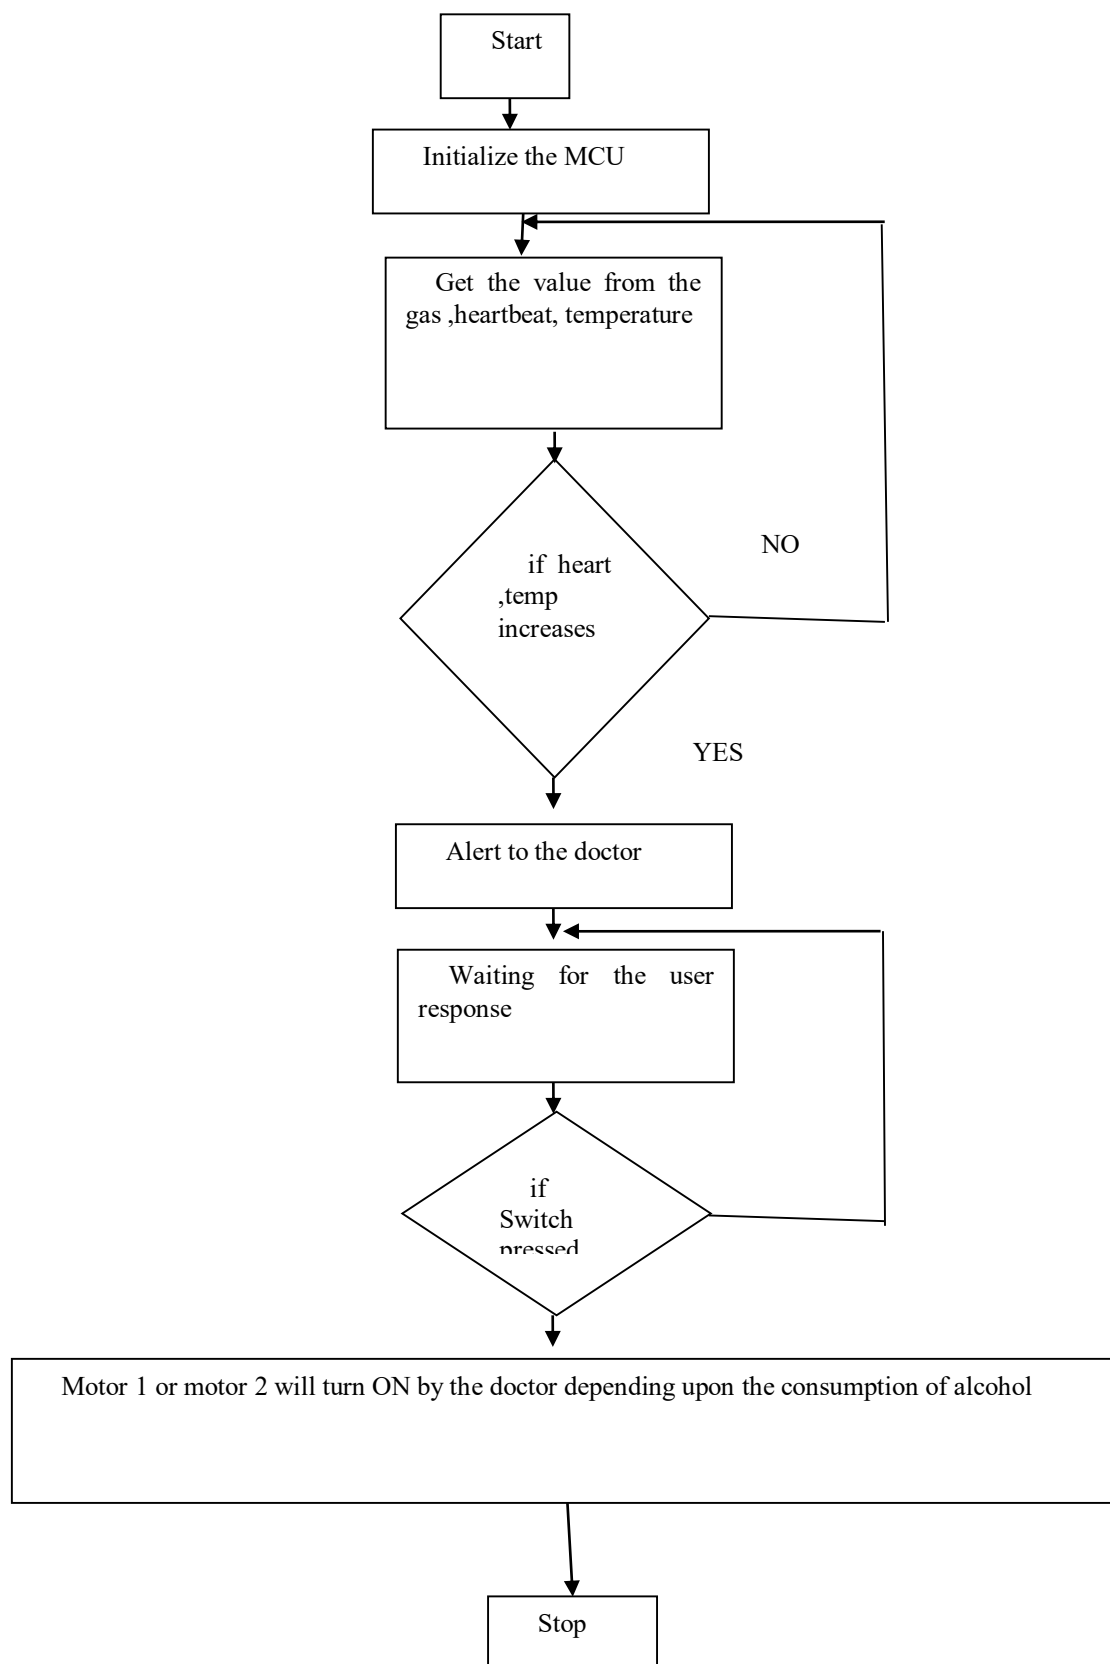 Start
Initialize the MCU
Get the value from the
gas ,heartbeat, temperature
if heart
,temp
increases
NO
YES
Alert to the doctor
Waiting for the user
response
if
Switch
pressed
Motor 1 or motor 2 will turn ON by the doctor depending upon the consumption of alcohol
Stop